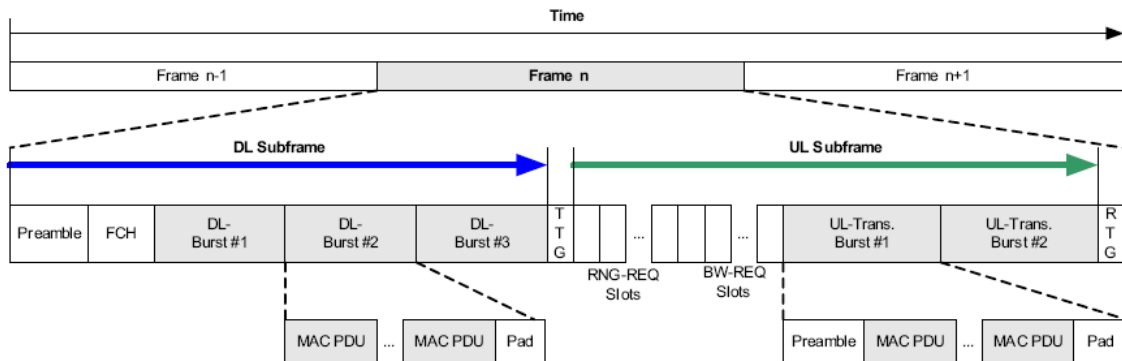 Time
Frame n-1
Frame n
Frame n+1
DL Subframe
UL Subframe
Preamble
FCH
DL-
Burst #1
DL-
Burst #2
DL-
Burst #3
T
T
G
...
...
UL-Trans.
Burst #1
UL-Trans.
Burst #2
R
T
G
RNG-REQ
Slots
BW-REQ
Slots
MAC PDU
...
MAC PDU
Pad
Preamble
MAC PDU
...
MAC PDU
Pad